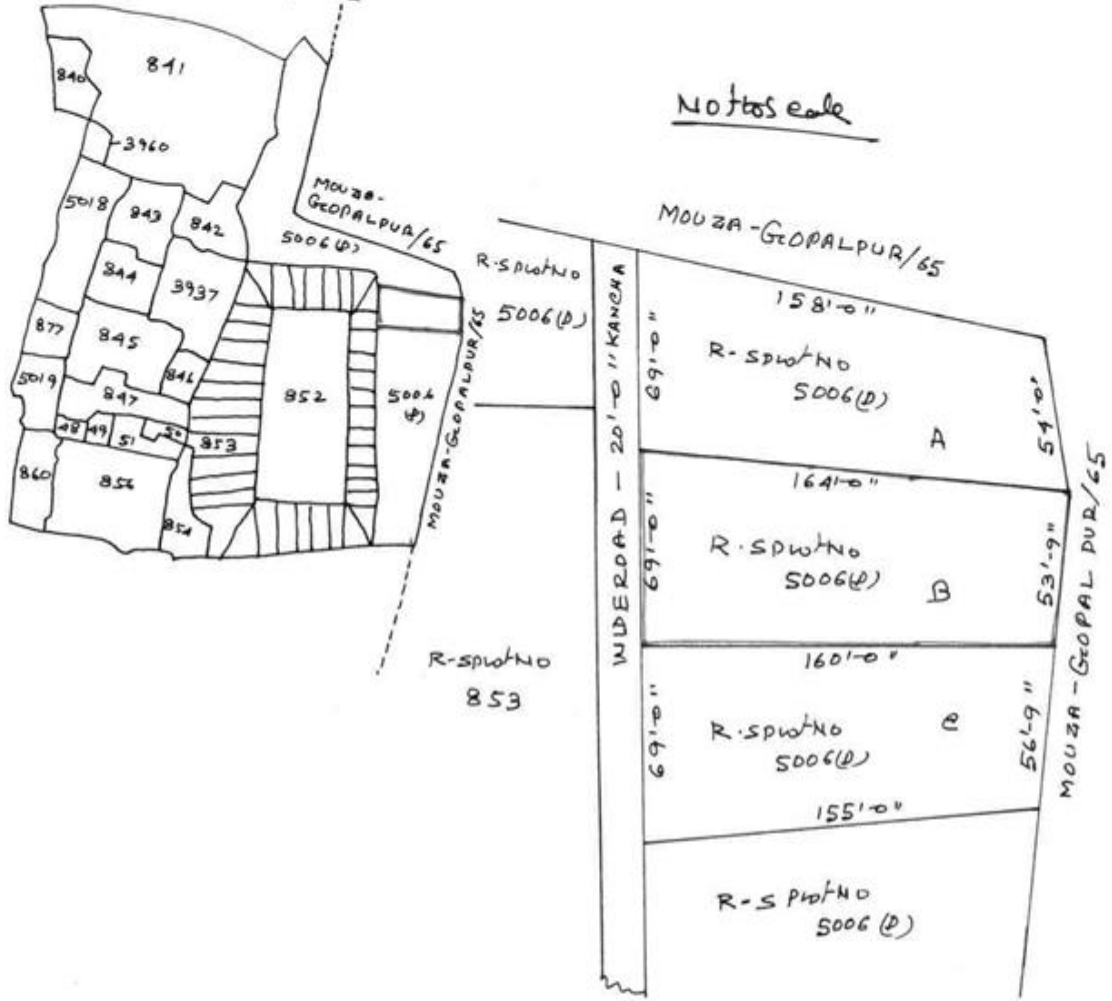 841
840
3960
5018
843
842
MOUZA-
GOPALPUR/65
5006(P)
844
3937
877
845
5019
846
847
48
49
51
50
853
852
5006
(P)
MOUZA-GOPALPUR/65
860
856
854
Not to Scale
MOUZA-GOPALPUR/65
R-S Plot No
5006(P)
WIDE ROAD - 20'-0" KANCHA
158'-0"
69'-0"
R-S Plot No
5006(P)
A
54'-0"
164'-0"
69'-0"
R-S Plot No
5006(P)
B
53'-9"
160'-0"
R-S Plot No
853
69'-0"
R-S Plot No
5006(P)
C
56'-9"
MOUZA-GOPALPUR/65
155'-0"
R-S Plot No
5006(P)